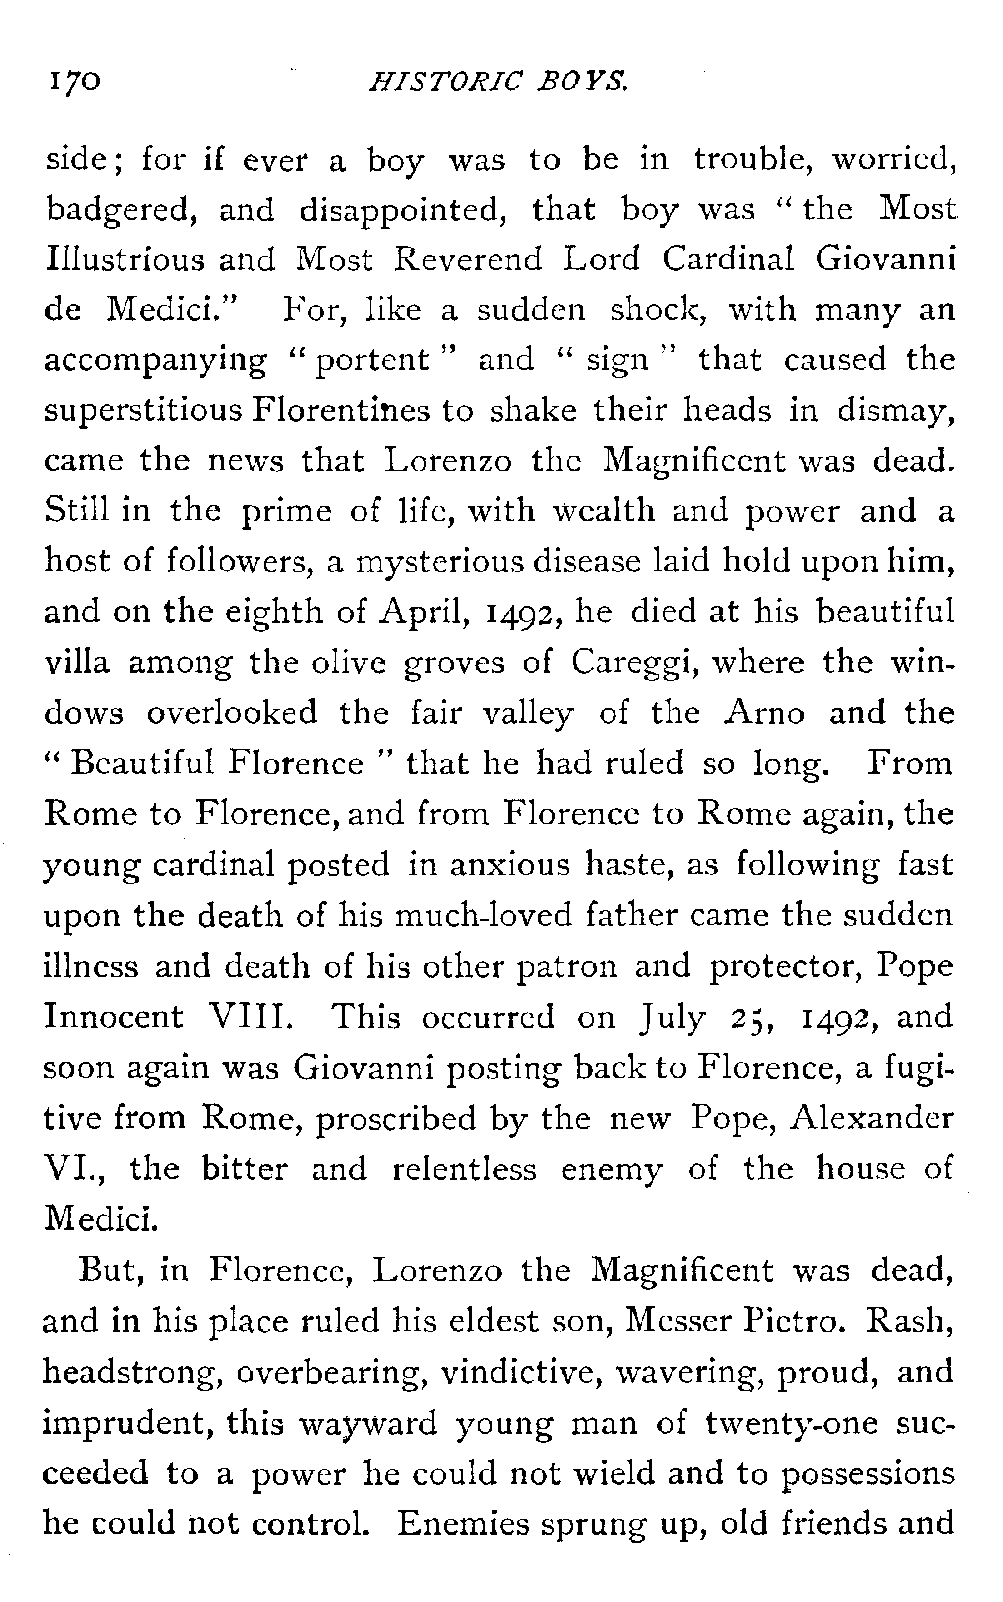 170 HISTORIC BOYS.
side; for if ever a boy was to be in trouble, worried,
badgered, and disappointed, that boy was “ the Most
Illustrious and Most Reverend Lord Cardinal Giovanni
de Medici.” For, like a sudden shock, with many an
accompanying “ portent ” and “ sign ” that caused the
superstitious Florentines to shake their heads in dismay,
came the news that Lorenzo the Magnificent was dead.
Still in the prime of life, with wealth and power and a
host of followers, a mysterious disease laid hold upon him,
and on the eighth of April, 1492, he died at his beautiful
villa among the olive groves of Careggi, where the win-
dows overlooked the fair valley of the Arno and the
“ Beautiful Florence ” that he had ruled so long. From
Rome to Florence, and from Florence to Rome again, the
young cardinal posted in anxious haste, as following fast
upon the death of his much-loved father came the sudden
illness and death of his other patron and protector, Pope
Innocent VIII. This occurred on July 25, 1492, and
soon again was Giovanni posting back to Florence, a fugi-
tive from Rome, proscribed by the new Pope, Alexander
VI., the bitter and relentless enemy of the house of
Medici.
But, in Florence, Lorenzo the Magnificent was dead,
and in his place ruled his eldest son, Messer Pietro. Rash,
headstrong, overbearing, vindictive, wavering, proud, and
imprudent, this wayward young man of twenty-one suc-
ceeded to a power he could not wield and to possessions
he could not control. Enemies sprung up, old friends and